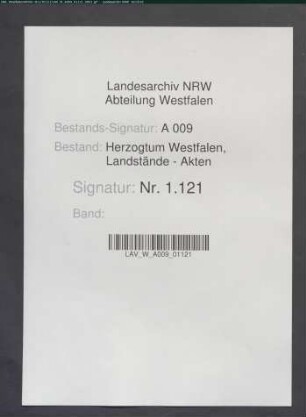 Landesarchiv NRW
Abteilung Westfalen
Bestands-Signatur: A 009
Bestand: Herzogtum Westfalen,
Landstände - Akten
Signatur: Nr. 1.121
Band:
LAV_W_A009_01121